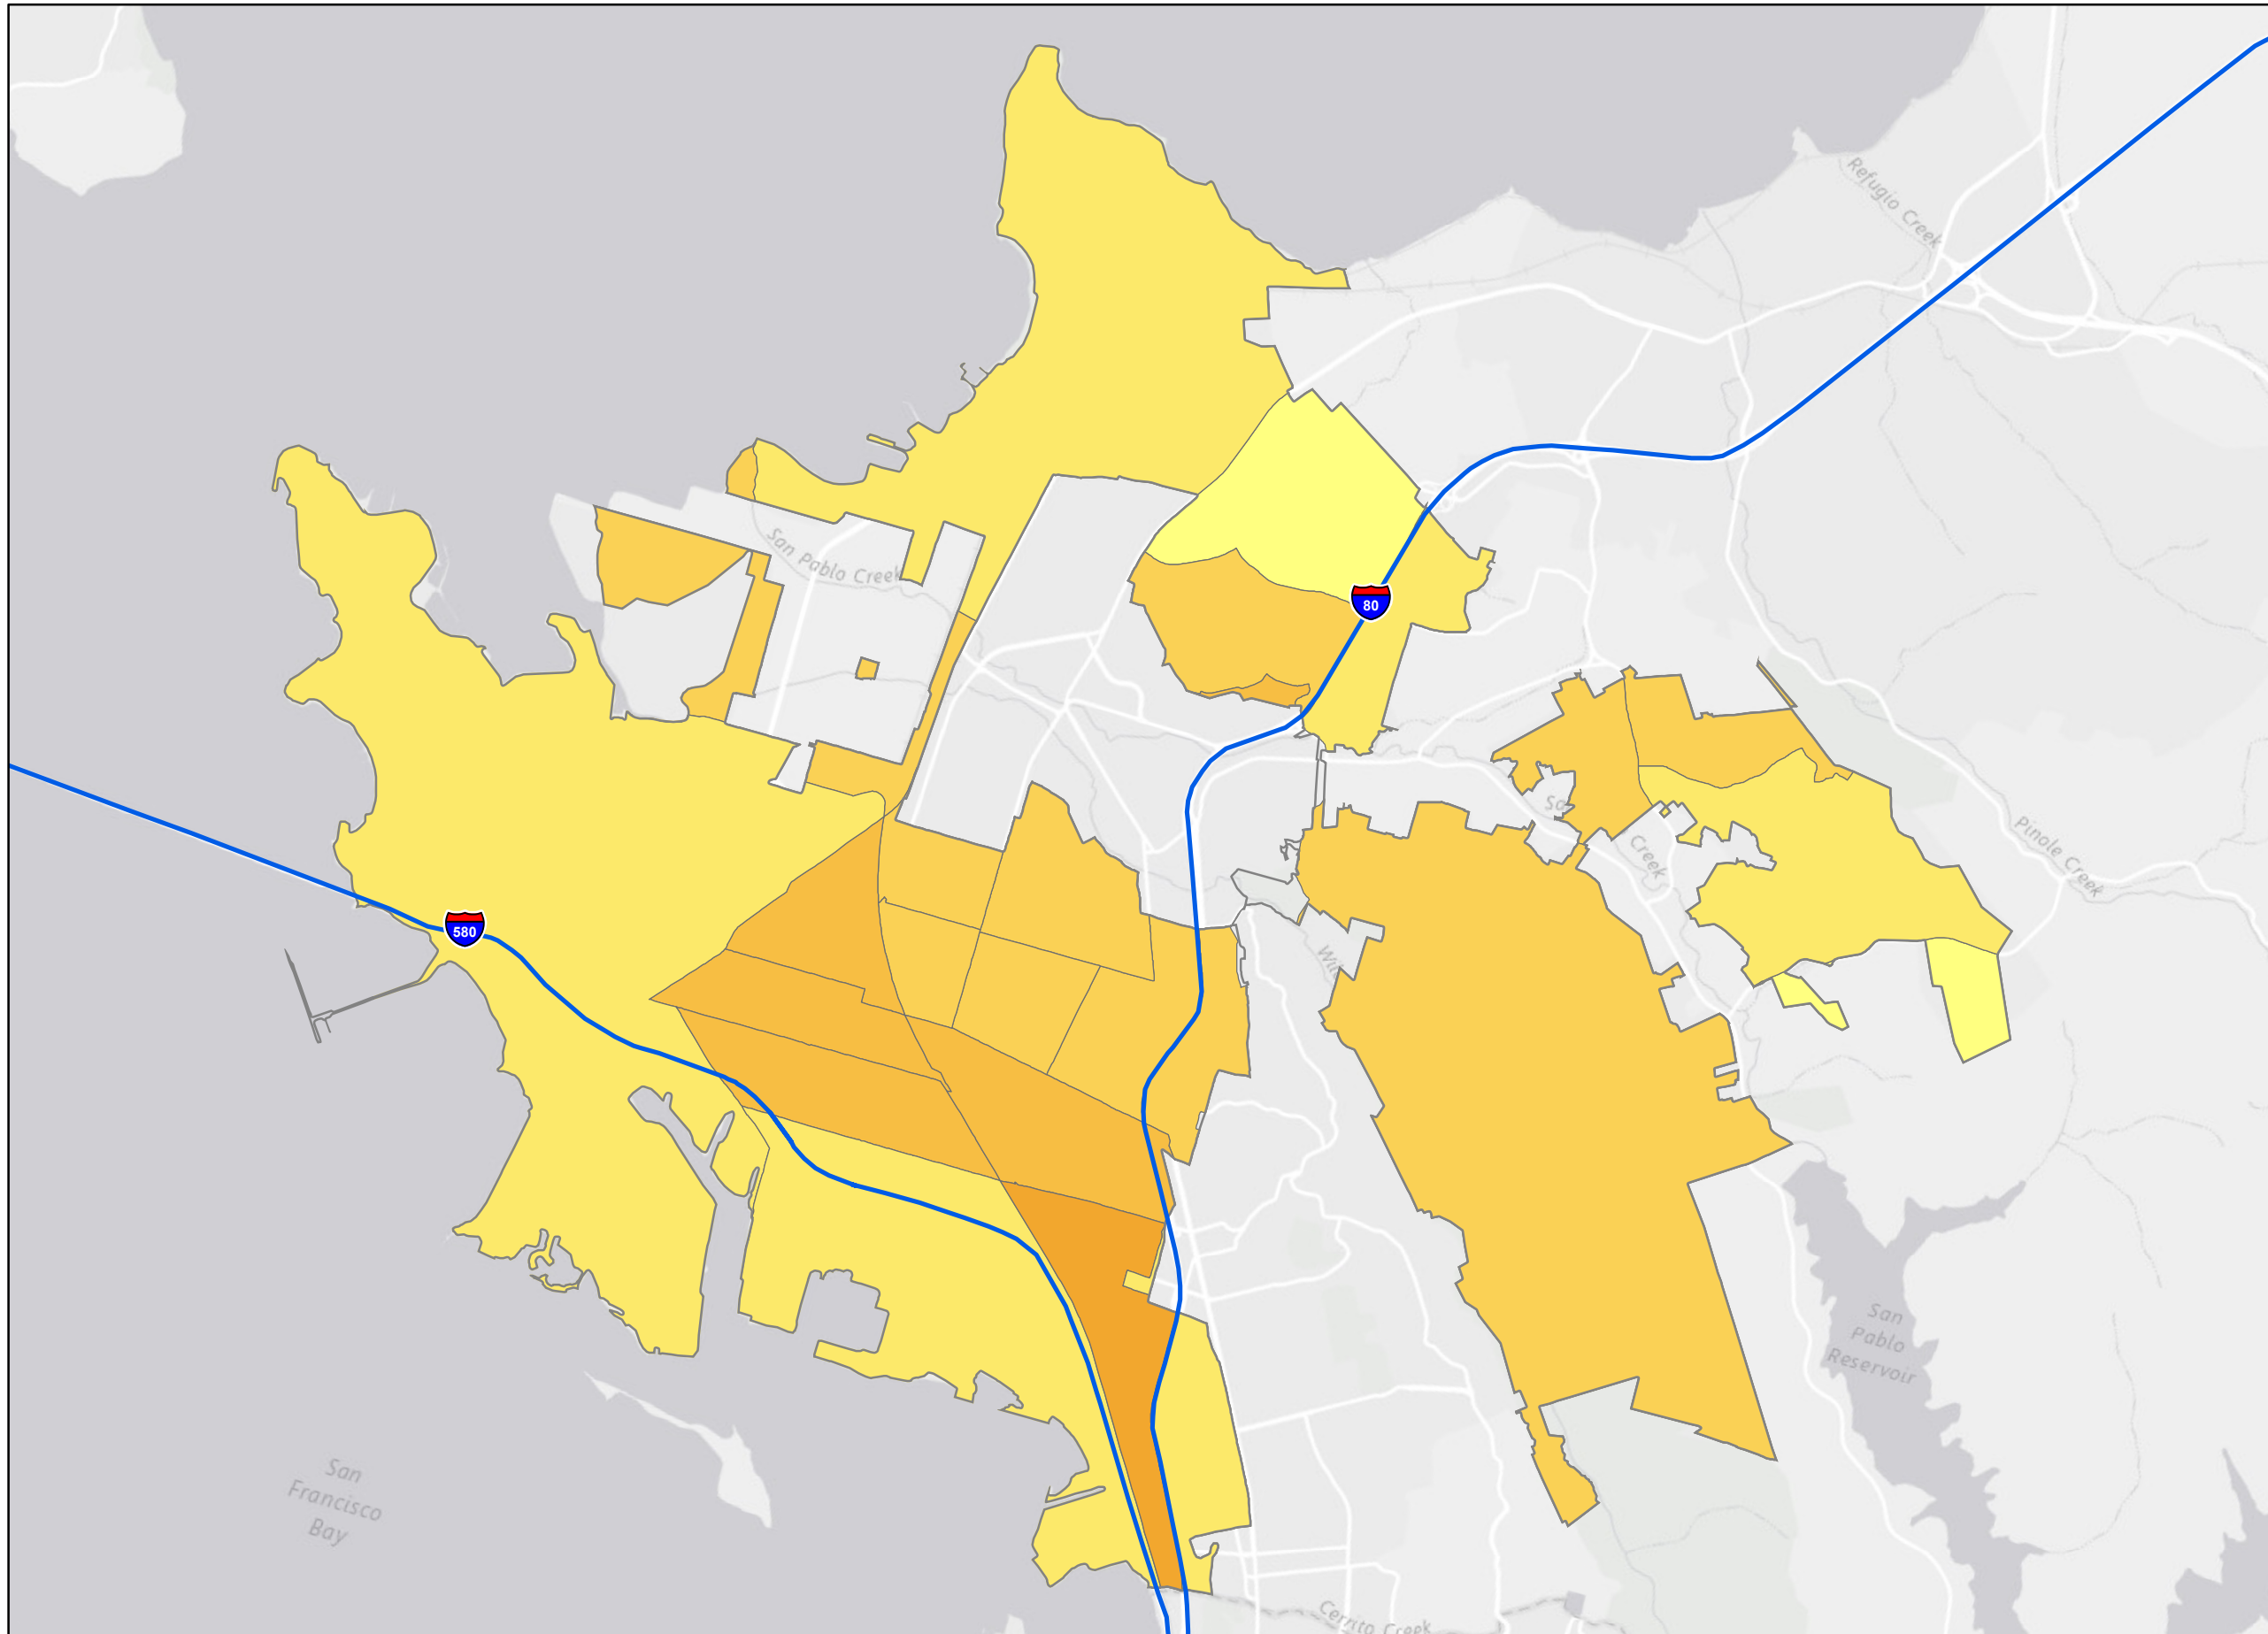 Refugio Creek
San Pablo Creek
80
Creek
Pinole Creek
580
San
Pablo
Reservoir
San
Francisco
Bay
Cerrito Creek